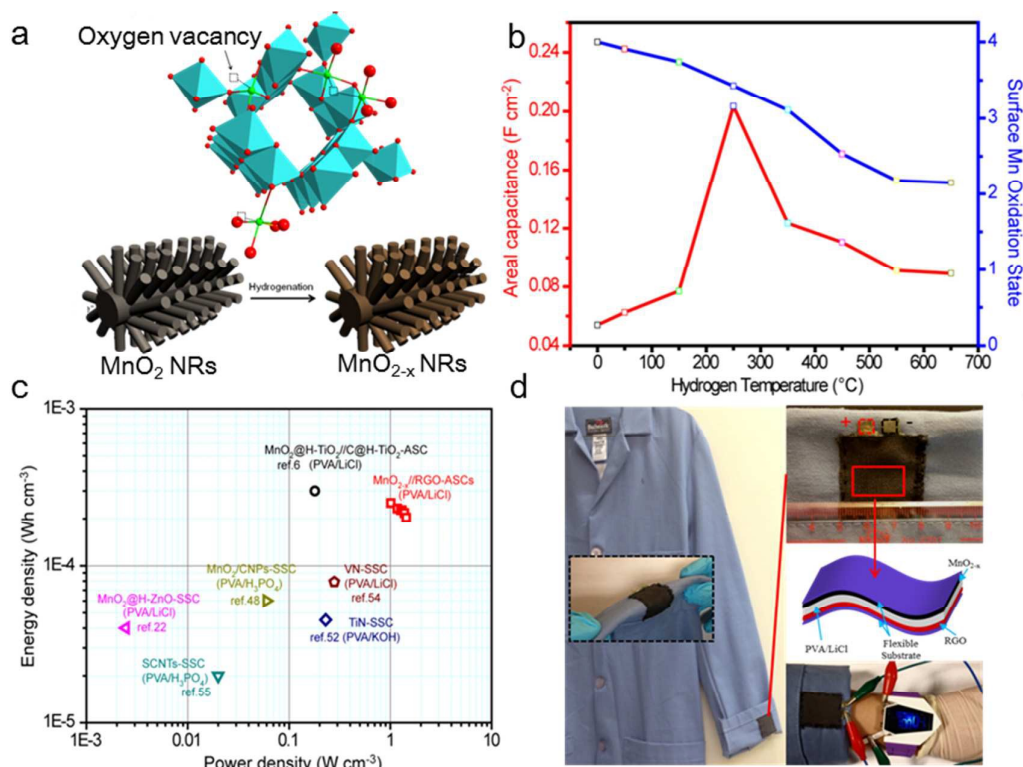 a
Oxygen vacancy
Hydrogenation
MnO₂ NRs
MnO₂₋ₓ NRs
b
Areal capacitance (F cm⁻²)
0.24
0.20
0.16
0.12
0.08
0.04
Surface Mn Oxidation State
4
3
2
1
0
0 100 200 300 400 500 600 700
Hydrogen Temperature (°C)
c
Energy density (Wh cm⁻³)
1E-3
1E-4
1E-5
MnO₂@H-TiO₂//C@H-TiO₂-ASC
ref.6 (PVA/LiCl)
MnO₂₋ₓ//RGO-ASCs
(PVA/LiCl)
MnO₂/CNPs-SSC
(PVA/H₃PO₄)
ref.48
VN-SSC
(PVA/LiCl)
ref.54
MnO₂@H-ZnO-SSC
(PVA/LiCl)
ref.22
TiN-SSC
ref.52 (PVA/KOH)
SCNTs-SSC
(PVA/H₃PO₄)
ref.55
1E-3 0.01 0.1 1 10
Power density (W cm⁻³)
d
+ -
MnO₂₋ₓ
PVA/LiCl
Flexible
Substrate
RGO